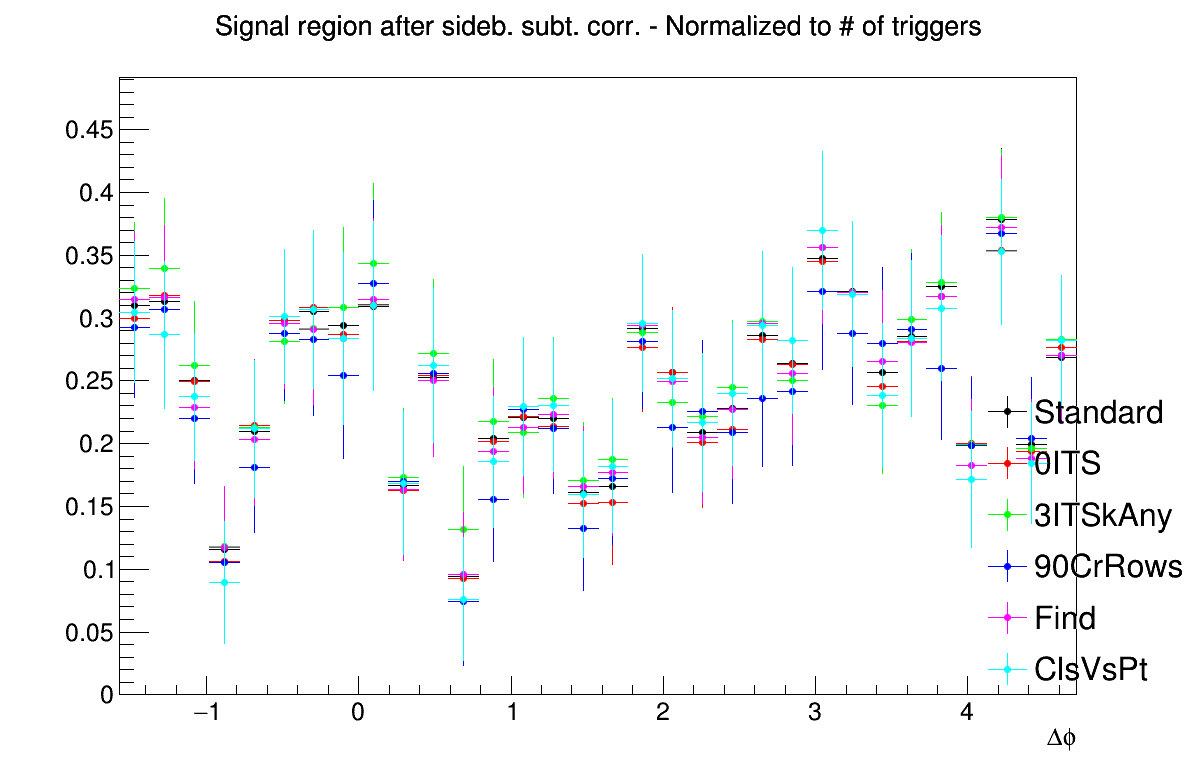 Signal region after sideb. subt. corr. - Normalized to # of triggers
0.45
0.4
0.35
0.3
0.25
0.2
0.15
0.1
0.05
0
Standard
0ITS
3ITSkAny
90CrRows
Find
ClsVsPt
−1 0 1 2 3 4
Δϕ